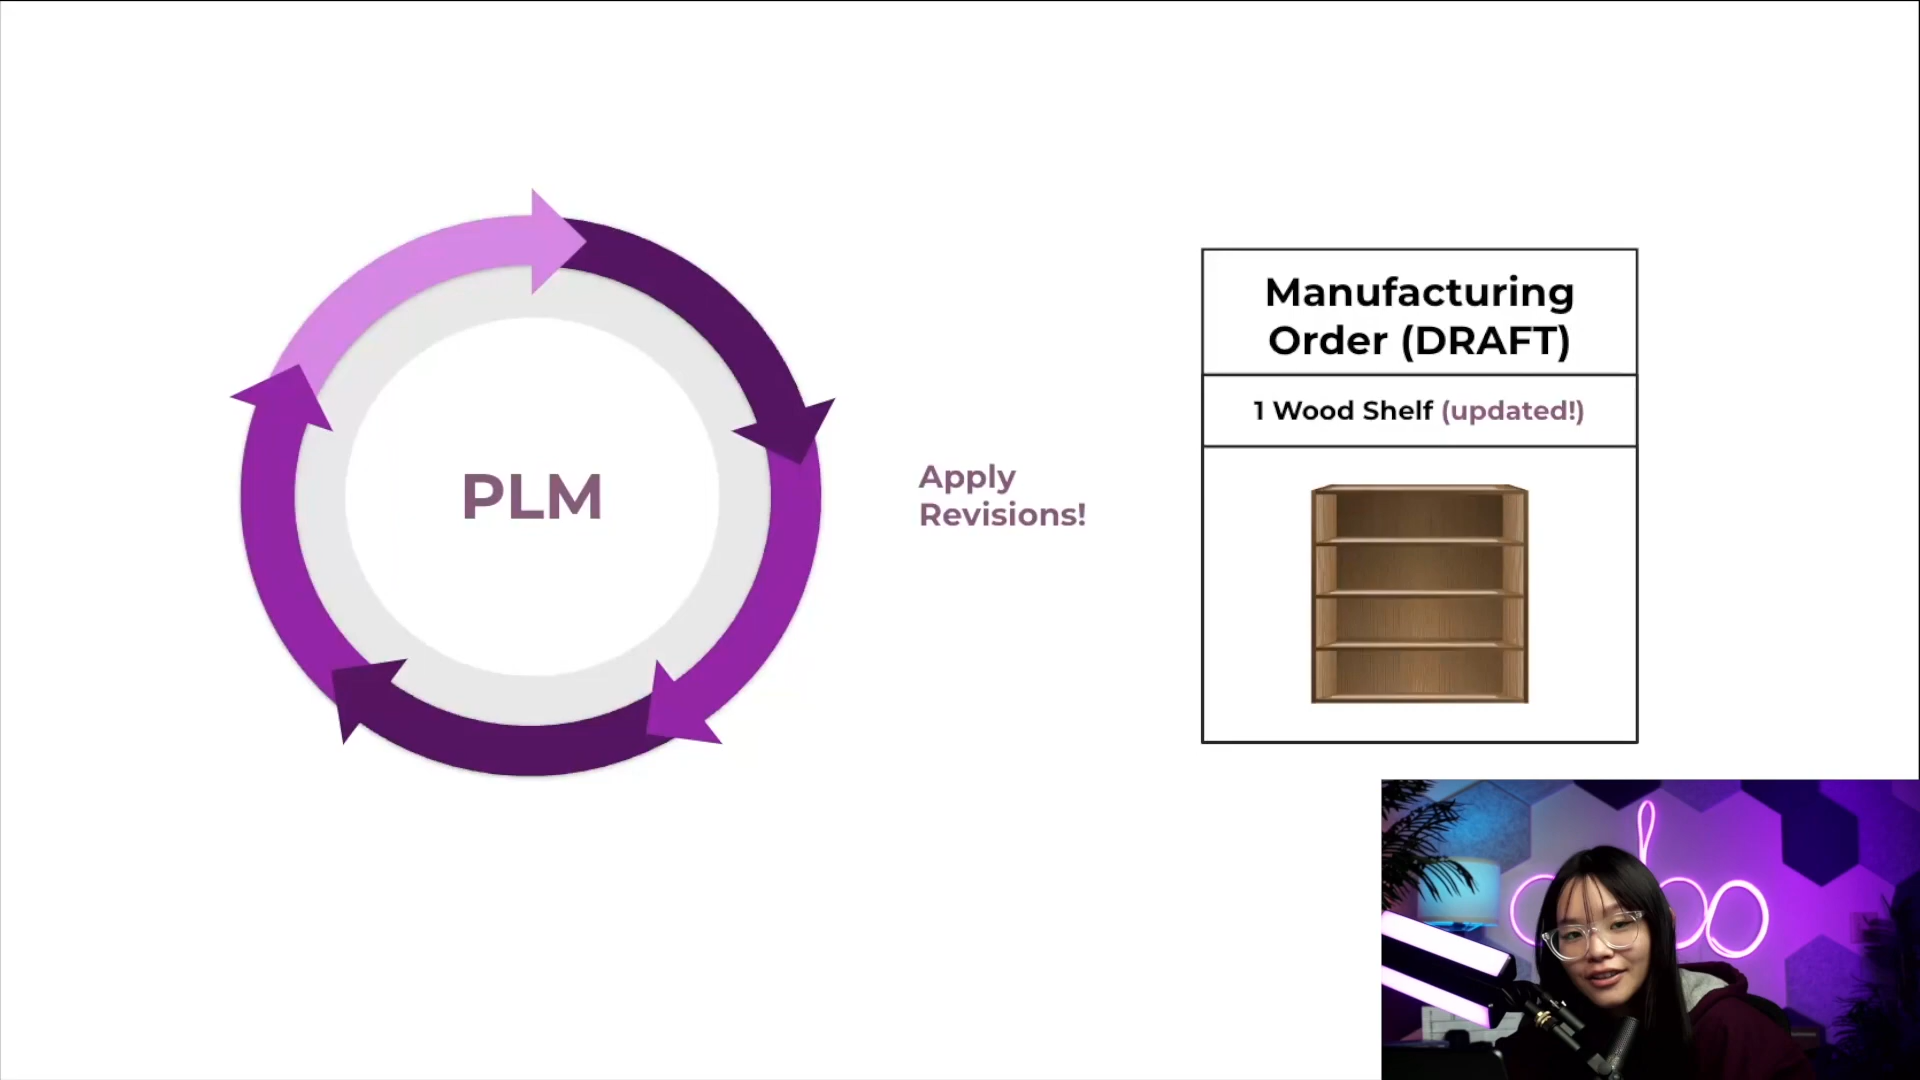 PLM
Apply
Revisions!
Manufacturing
Order (DRAFT)
1 Wood Shelf (updated!)